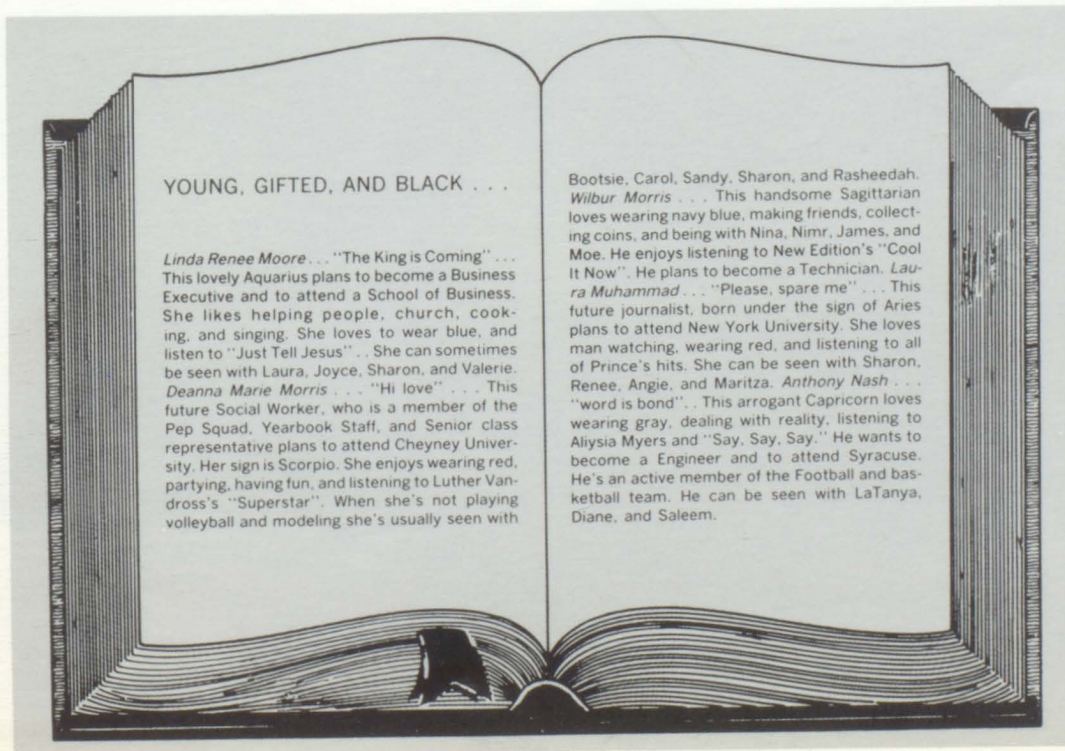 YOUNG, GIFTED, AND BLACK . . .
Linda Renee Moore . . . "The King is Coming" . . .
This lovely Aquarius plans to become a Business
Executive and to attend a School of Business.
She likes helping people, church, cook-
ing, and singing. She loves to wear blue, and
listen to "Just Tell Jesus" . . She can sometimes
be seen with Laura, Joyce, Sharon, and Valerie.
Deanna Marie Morris . . . "Hi love" . . . This
future Social Worker, who is a member of the
Pep Squad, Yearbook Staff, and Senior class
representative plans to attend Cheyney Univer-
sity. Her sign is Scorpio. She enjoys wearing red,
partying, having fun, and listening to Luther Van-
dross's "Superstar". When she's not playing
volleyball and modeling she's usually seen with
Bootsie, Carol, Sandy, Sharon, and Rasheedah.
Wilbur Morris . . . This handsome Sagittarian
loves wearing navy blue, making friends, collect-
ing coins, and being with Nina, Nimr, James, and
Moe. He enjoys listening to New Edition's "Cool
It Now". He plans to become a Technician. Lau-
ra Muhammad . . . "Please, spare me" . . . This
future journalist, born under the sign of Aries
plans to attend New York University. She loves
man watching, wearing red, and listening to all
of Prince's hits. She can be seen with Sharon,
Renee, Angie, and Maritza. Anthony Nash . . .
"word is bond". . This arrogant Capricorn loves
wearing gray, dealing with reality, listening to
Aliysia Myers and "Say, Say, Say." He wants to
become a Engineer and to attend Syracuse.
He's an active member of the Football and bas-
ketball team. He can be seen with LaTanya,
Diane, and Saleem.